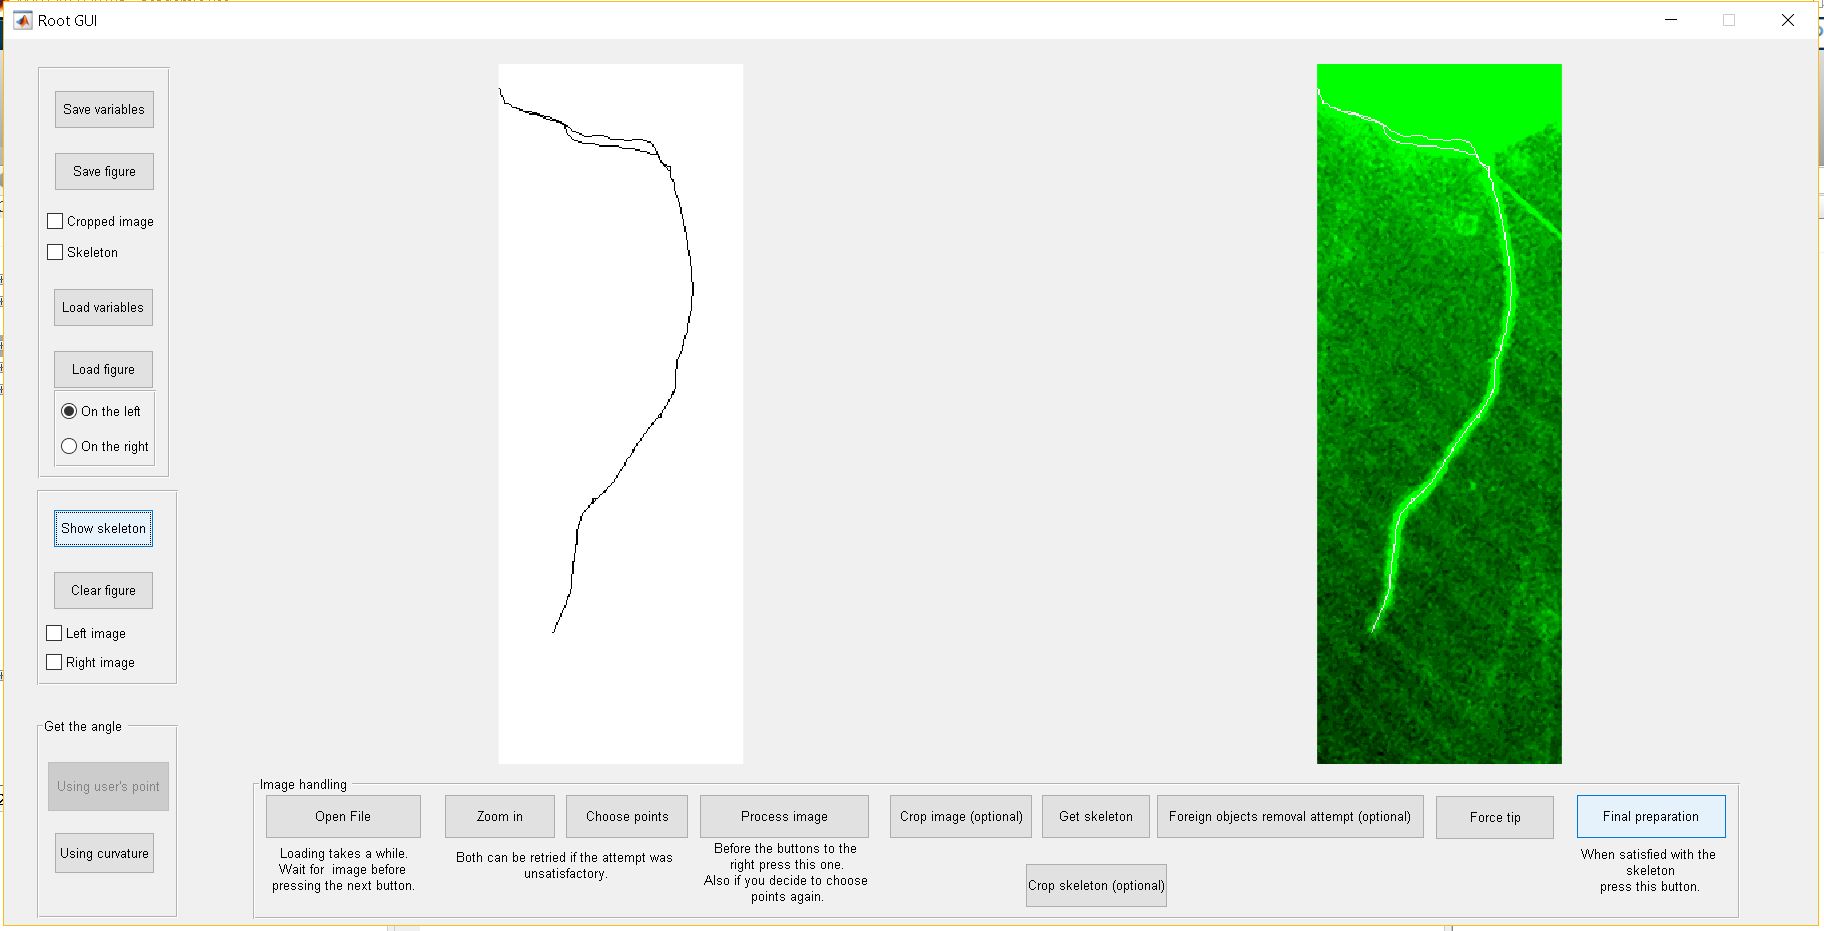 Root GUI
Save variables
Save figure
Cropped image
Skeleton
Load variables
Load figure
On the left
On the right
Show skeleton
Clear figure
Left image
Right image
Get the angle
Using user's point
Using curvature
Image handling
Open File
Loading takes a while.
Wait for  image before
pressing the next button.
Zoom in
Choose points
Both can be retried if the attempt was
unsatisfactory.
Process image
Before the buttons to the
right press this one.
Also if you decide to choose
points again.
Crop image (optional)
Get skeleton
Foreign objects removal attempt (optional)
Crop skeleton (optional)
Force tip
Final preparation
When satisfied with the
skeleton
press this button.